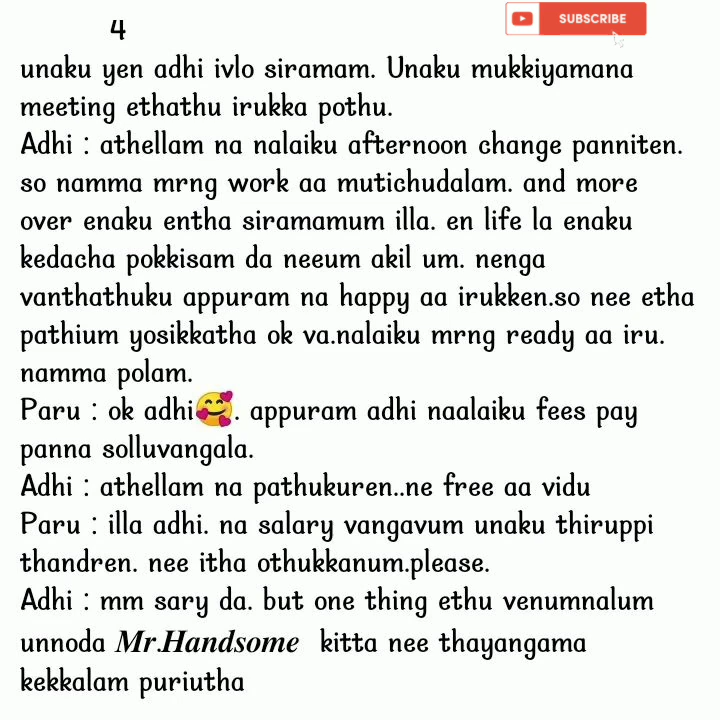 4
SUBSCRIBE
unaku yen adhi ivlo siramam. Unaku mukkiyamana
meeting ethathu irukka pothu.
Adhi : athellam na nalaiku afternoon change panniten.
so namma mrng work aa mutichudalam. and more
over enaku entha siramamum illa. en life la enaku
kedacha pokkisam da neeum akil um. nenga
vanthathuku appuram na happy aa irukken.so nee etha
pathium yosikkatha ok va.nalaiku mrng ready aa iru.
namma polam.
Paru : ok adhi🥰. appuram adhi naalaiku fees pay
panna solluvangala.
Adhi : athellam na pathukuren..ne free aa vidu
Paru : illa adhi. na salary vangavum unaku thiruppi
thandren. nee itha othukkanum.please.
Adhi : mm sary da. but one thing ethu venumnalum
unnoda Mr.Handsome kitta nee thayangama
kekkalam puriutha